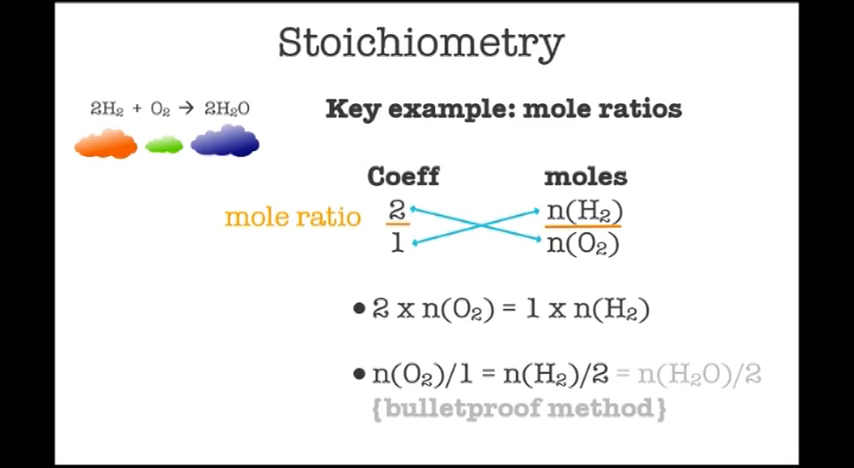 Stoichiometry
2H₂ + O₂ → 2H₂O
Key example: mole ratios
Coeff moles
mole ratio 2 n(H₂)
1 n(O₂)
• 2 x n(O₂) = 1 x n(H₂)
• n(O₂)/1 = n(H₂)/2 = n(H₂O)/2
{bulletproof method}